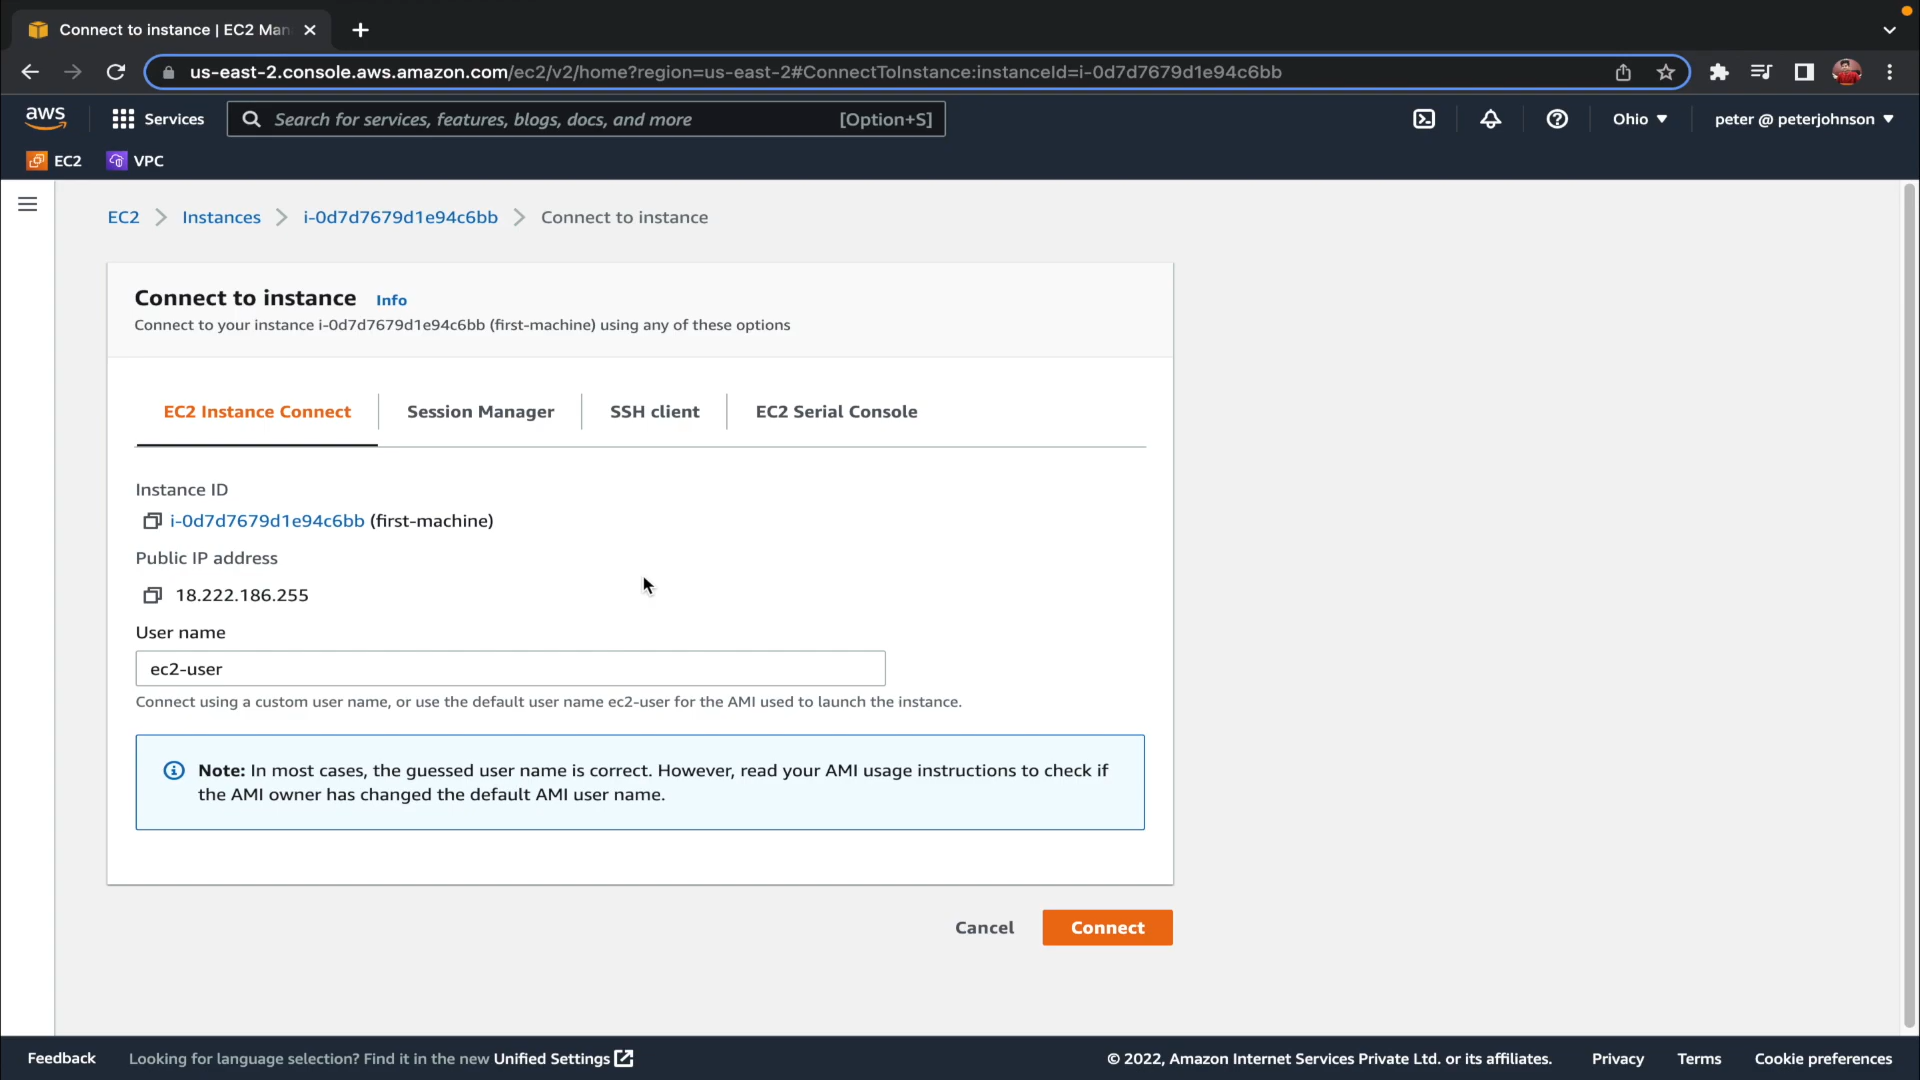 Connect to instance | EC2 Man
us-east-2.console.aws.amazon.com/ec2/v2/home?region=us-east-2#ConnectToInstance:instanceId=i-0d7d7679d1e94c6bb
aws
Services
Search for services, features, blogs, docs, and more
[Option+S]
Ohio
peter @ peterjohnson
EC2
VPC
EC2 Instances i-0d7d7679d1e94c6bb Connect to instance
Connect to instance Info
Connect to your instance i-0d7d7679d1e94c6bb (first-machine) using any of these options
EC2 Instance Connect
Session Manager
SSH client
EC2 Serial Console
Instance ID
i-0d7d7679d1e94c6bb (first-machine)
Public IP address
18.222.186.255
User name
ec2-user
Connect using a custom user name, or use the default user name ec2-user for the AMI used to launch the instance.
Note: In most cases, the guessed user name is correct. However, read your AMI usage instructions to check if
the AMI owner has changed the default AMI user name.
Cancel
Connect
Feedback
Looking for language selection? Find it in the new Unified Settings
© 2022, Amazon Internet Services Private Ltd. or its affiliates.
Privacy
Terms
Cookie preferences